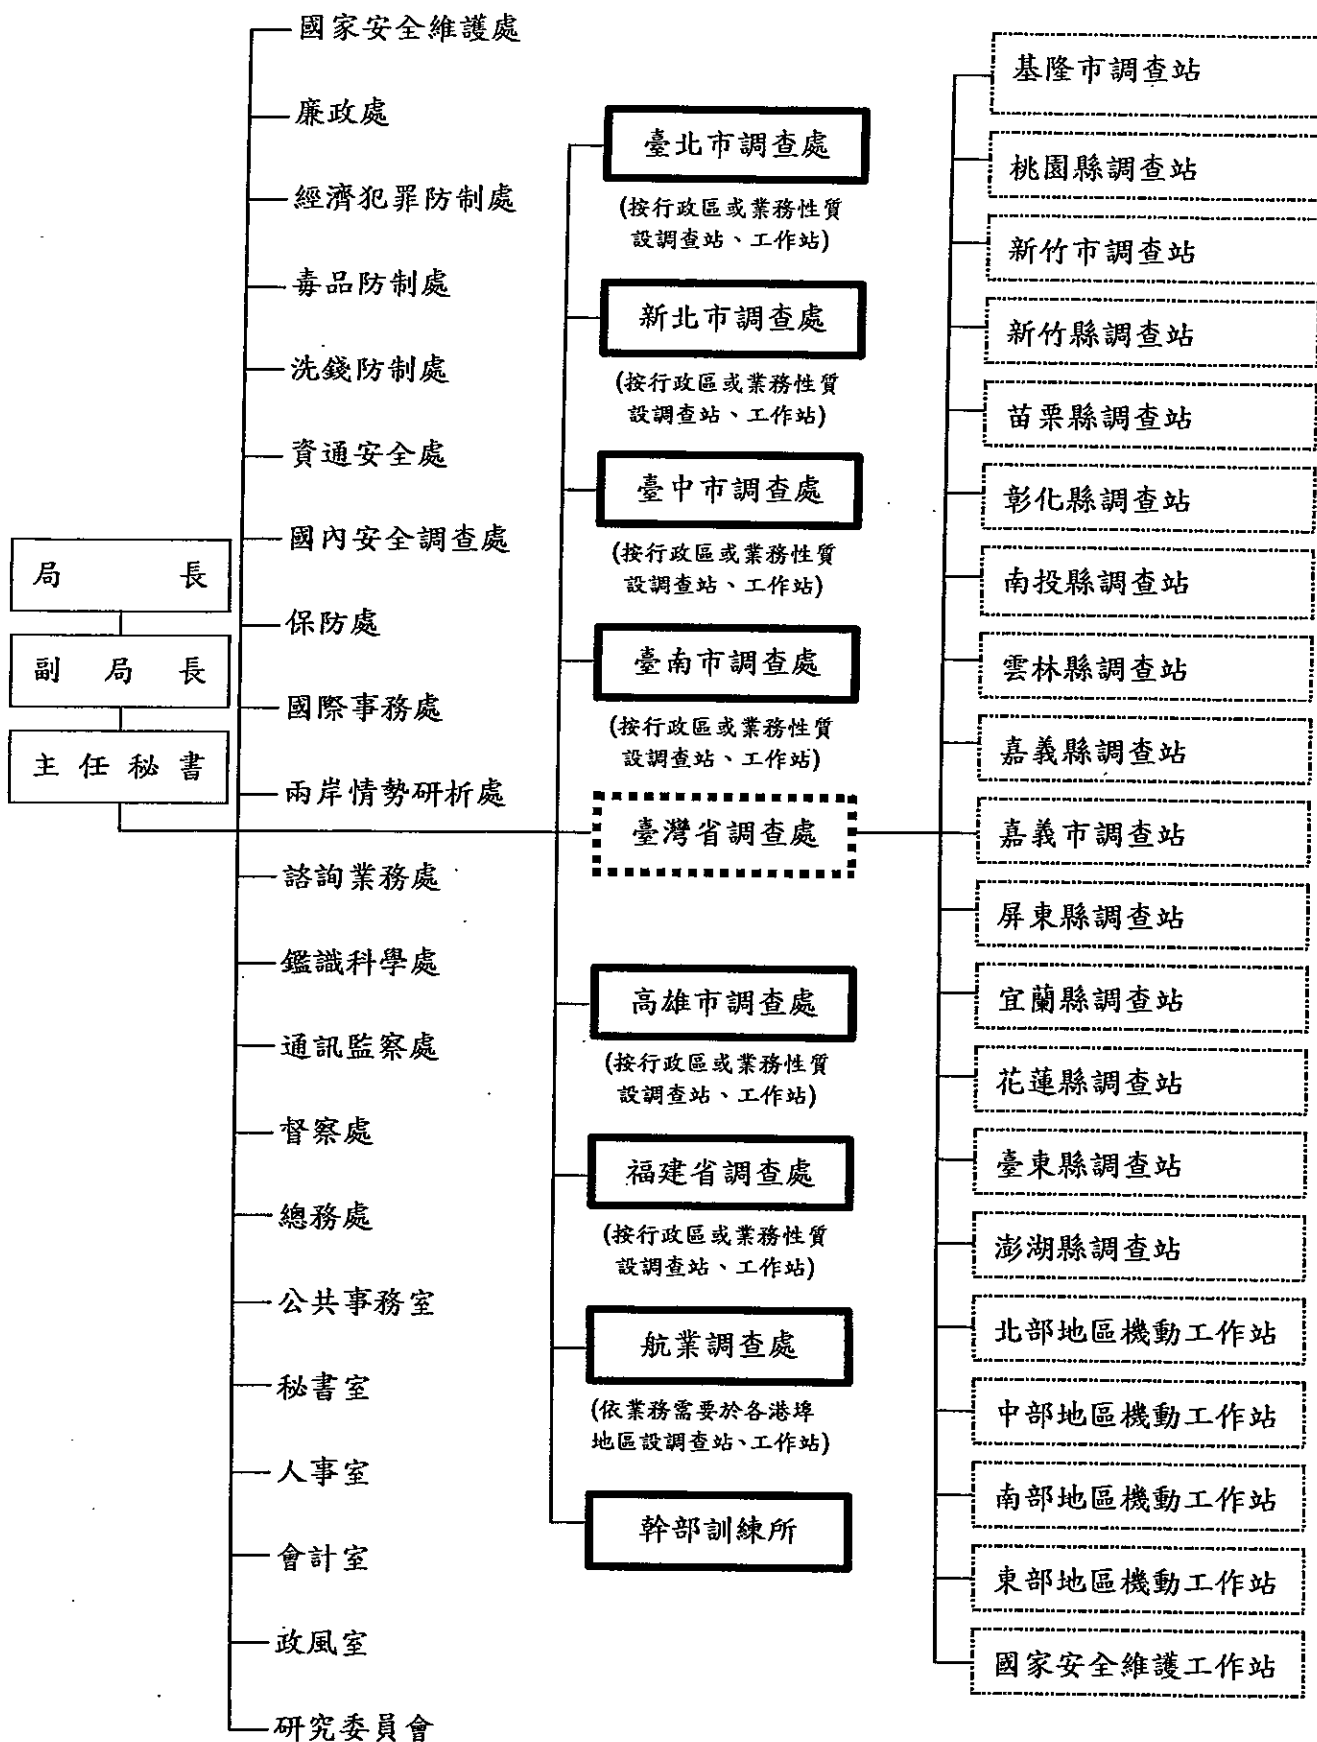 局長
副局長
主任秘書
國家安全維護處
廉政處
經濟犯罪防制處
毒品防制處
洗錢防制處
資通安全處
國內安全調查處
保防處
國際事務處
兩岸情勢研析處
諮詢業務處
鑑識科學處
通訊監察處
督察處
總務處
公共事務室
秘書室
人事室
會計室
政風室
研究委員會
臺北市調查處
(按行政區或業務性質
設調查站、工作站)
新北市調查處
(按行政區或業務性質
設調查站、工作站)
臺中市調查處
(按行政區或業務性質
設調查站、工作站)
臺南市調查處
(按行政區或業務性質
設調查站、工作站)
臺灣省調查處
高雄市調查處
(按行政區或業務性質
設調查站、工作站)
福建省調查處
(按行政區或業務性質
設調查站、工作站)
航業調查處
(依業務需要於各港埠
地區設調查站、工作站)
幹部訓練所
基隆市調查站
桃園縣調查站
新竹市調查站
新竹縣調查站
苗栗縣調查站
彰化縣調查站
南投縣調查站
雲林縣調查站
嘉義縣調查站
嘉義市調查站
屏東縣調查站
宜蘭縣調查站
花蓮縣調查站
臺東縣調查站
澎湖縣調查站
北部地區機動工作站
中部地區機動工作站
南部地區機動工作站
東部地區機動工作站
國家安全維護工作站